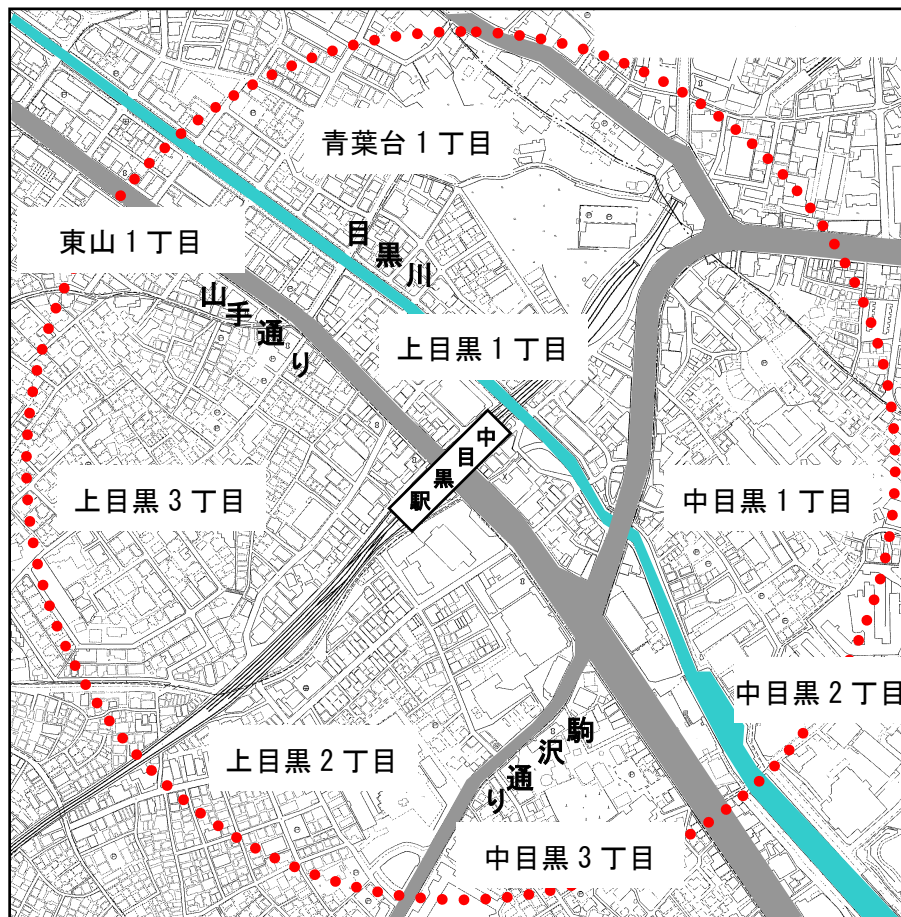 青葉台1丁目
東山1丁目
目黒川
山手通り
上目黒1丁目
中目黒駅
上目黒3丁目
中目黒1丁目
中目黒2丁目
駒沢通り
上目黒2丁目
中目黒3丁目